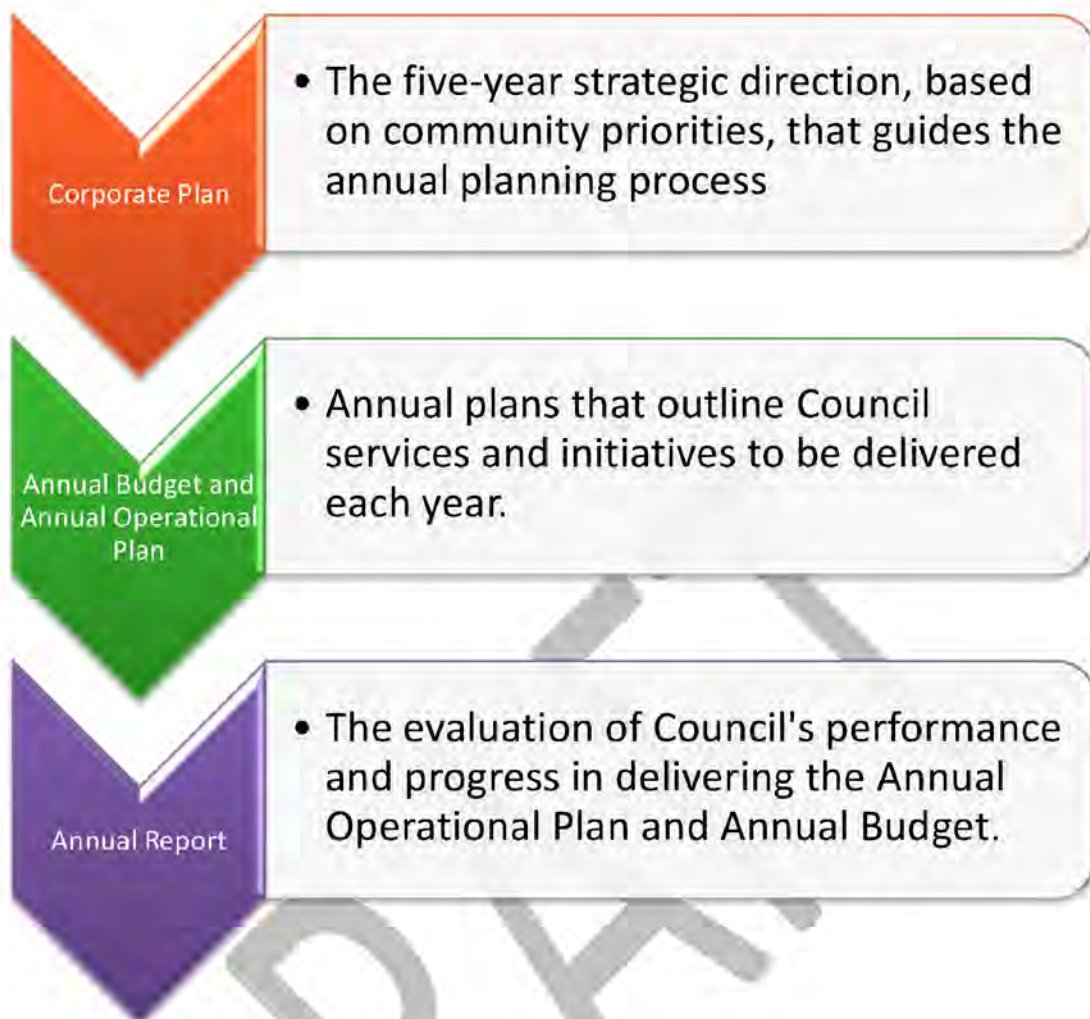 Corporate Plan
• The five-year strategic direction, based
on community priorities, that guides the
annual planning process
Annual Budget and
Annual Operational
Plan
• Annual plans that outline Council
services and initiatives to be delivered
each year.
Annual Report
• The evaluation of Council's performance
and progress in delivering the Annual
Operational Plan and Annual Budget.